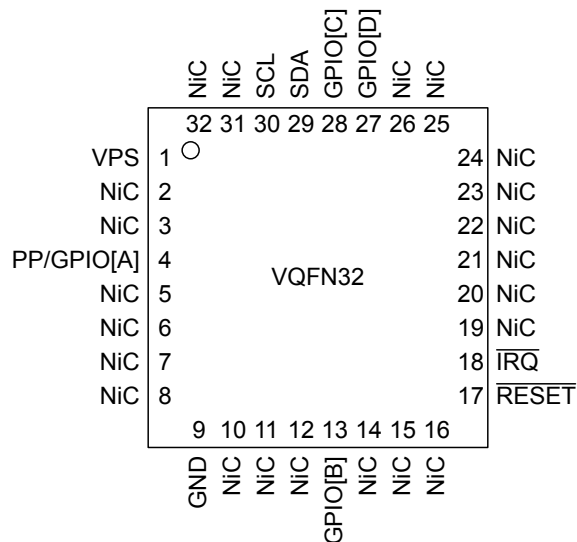 NiC NiC SCL SDA GPIO[C] GPIO[D] NiC NiC
32 31 30 29 28 27 26 25
VPS 1 24 NiC
NiC 2 23 NiC
NiC 3 22 NiC
PP/GPIO[A] 4 21 NiC
VQFN32
NiC 5 20 NiC
NiC 6 19 NiC
NiC 7 18 IRQ
NiC 8 17 RESET
9 10 11 12 13 14 15 16
GND NiC NiC NiC GPIO[B] NiC NiC NiC